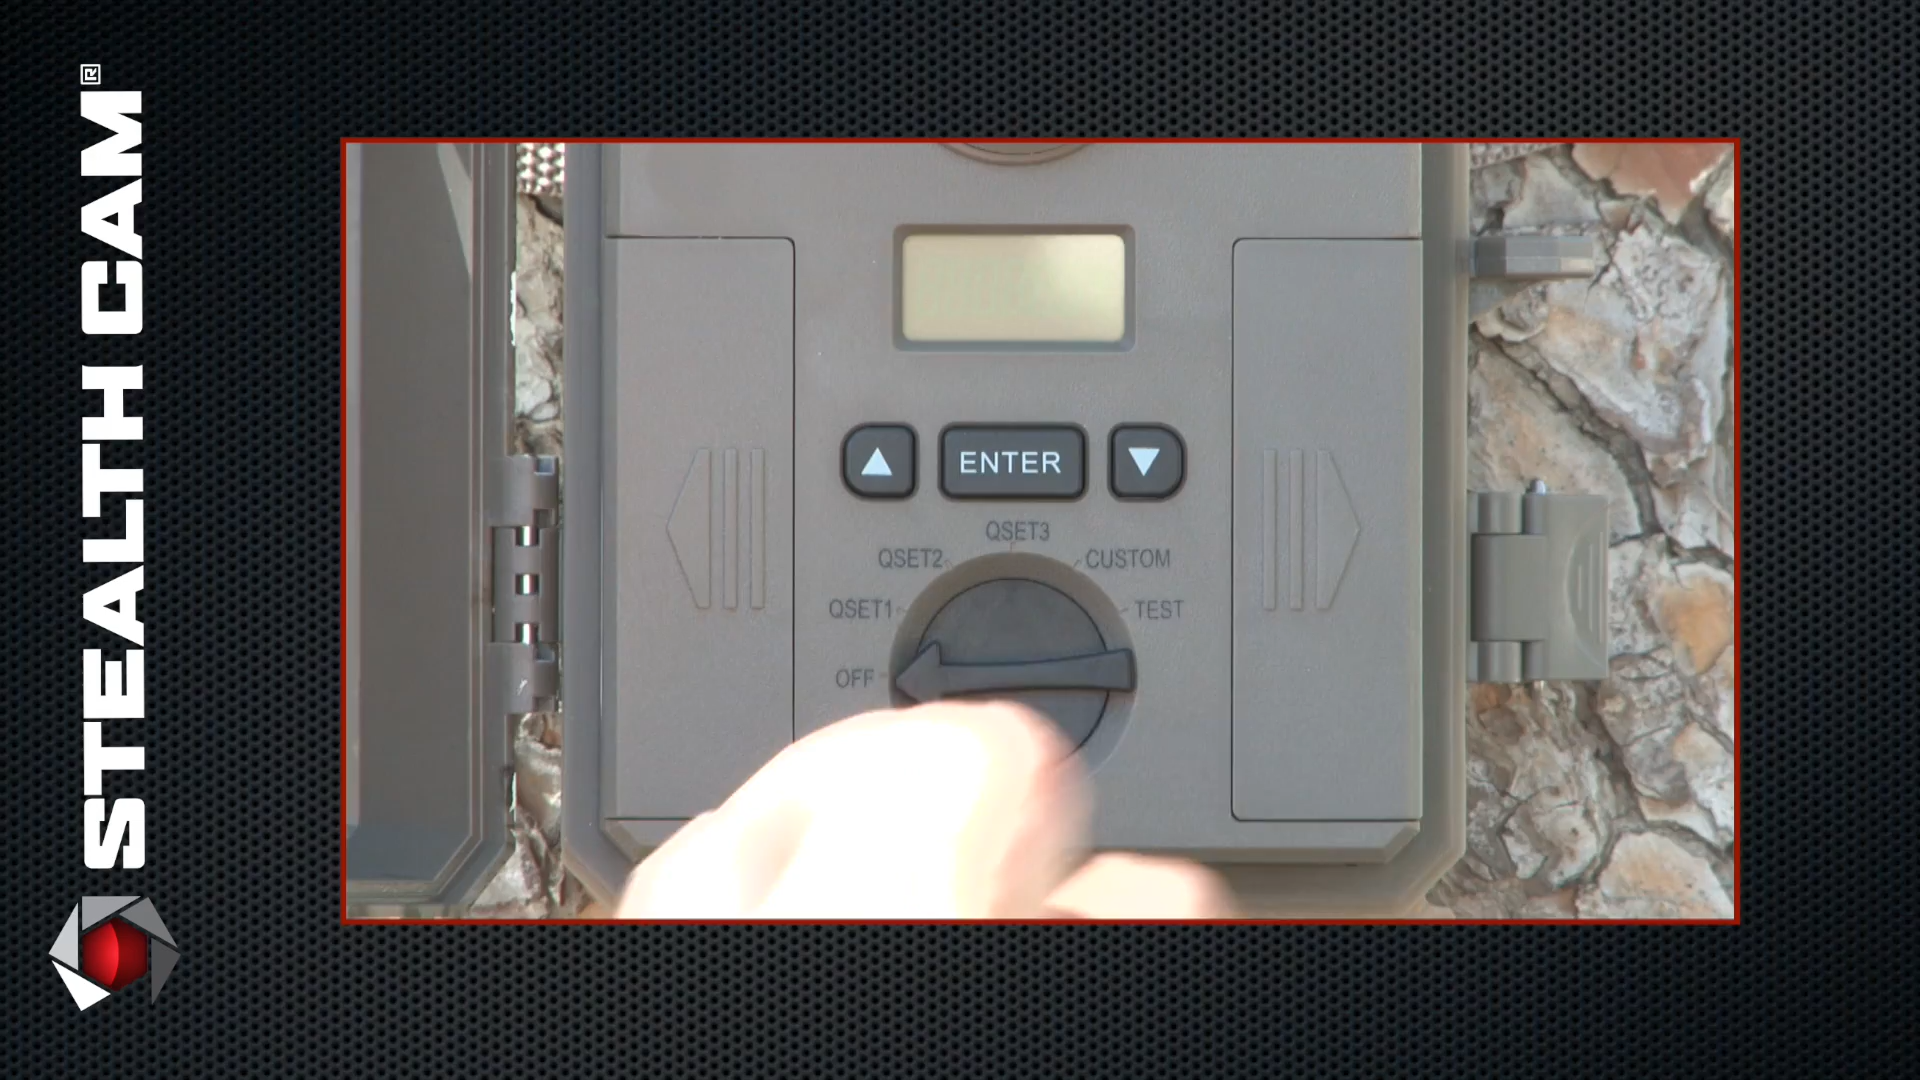 STEALTH CAM®
ENTER
QSET3
QSET2
CUSTOM
QSET1
TEST
OFF